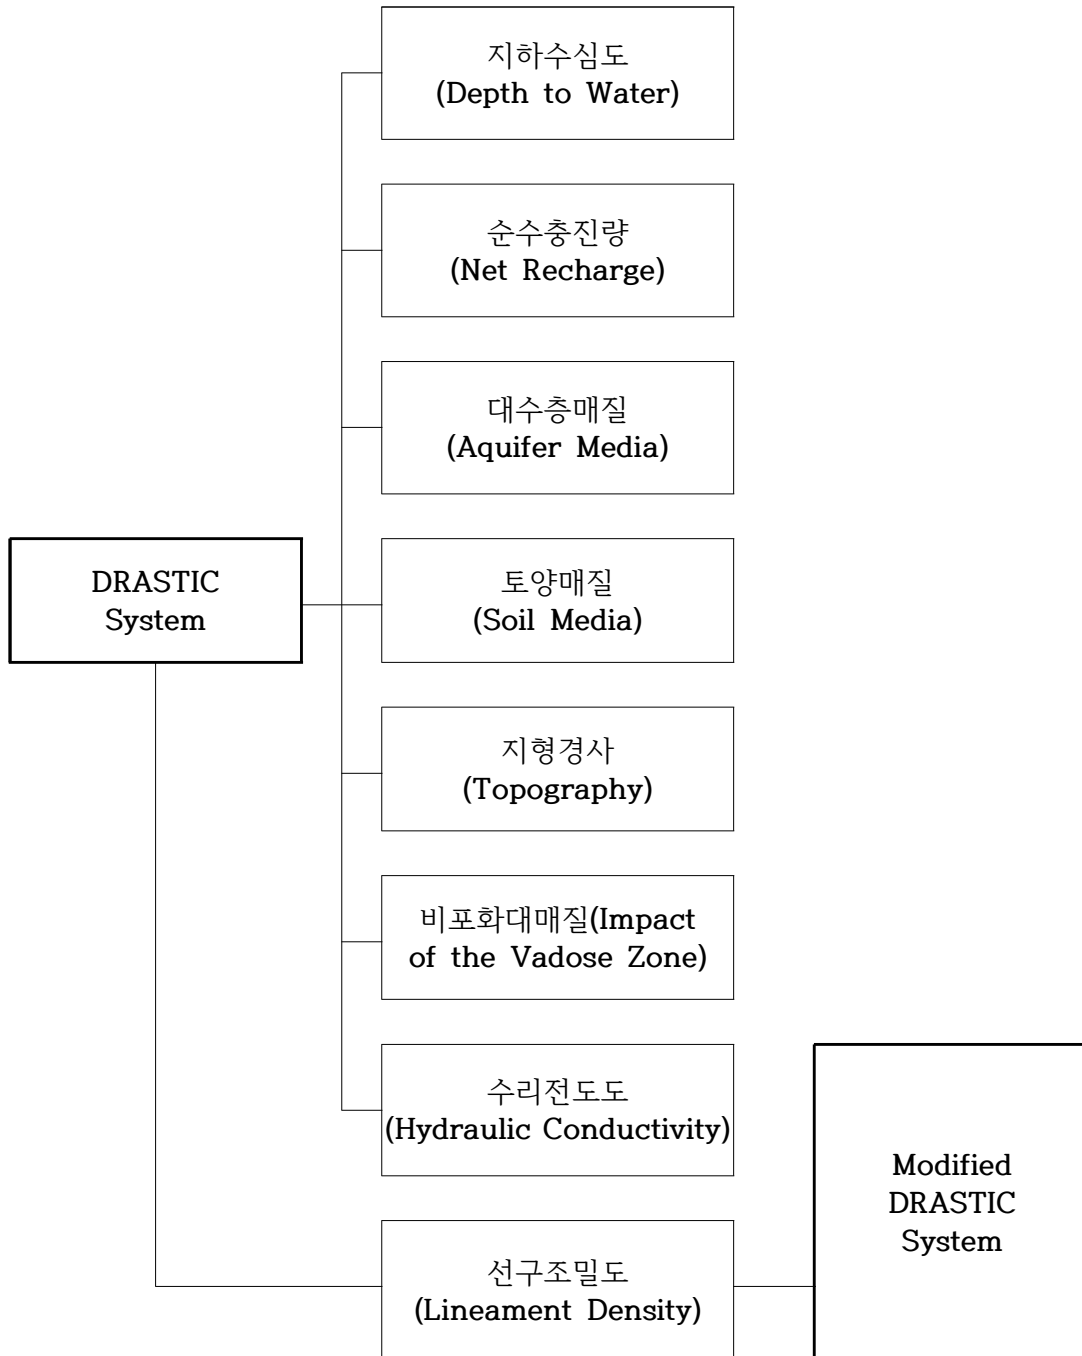 지하수심도
(Depth to Water)
순수충진량
(Net Recharge)
대수층매질
(Aquifer Media)
DRASTIC
System
토양매질
(Soil Media)
지형경사
(Topography)
비포화대매질(Impact
of the Vadose Zone)
수리전도도
(Hydraulic Conductivity)
Modified
DRASTIC
System
선구조밀도
(Lineament Density)